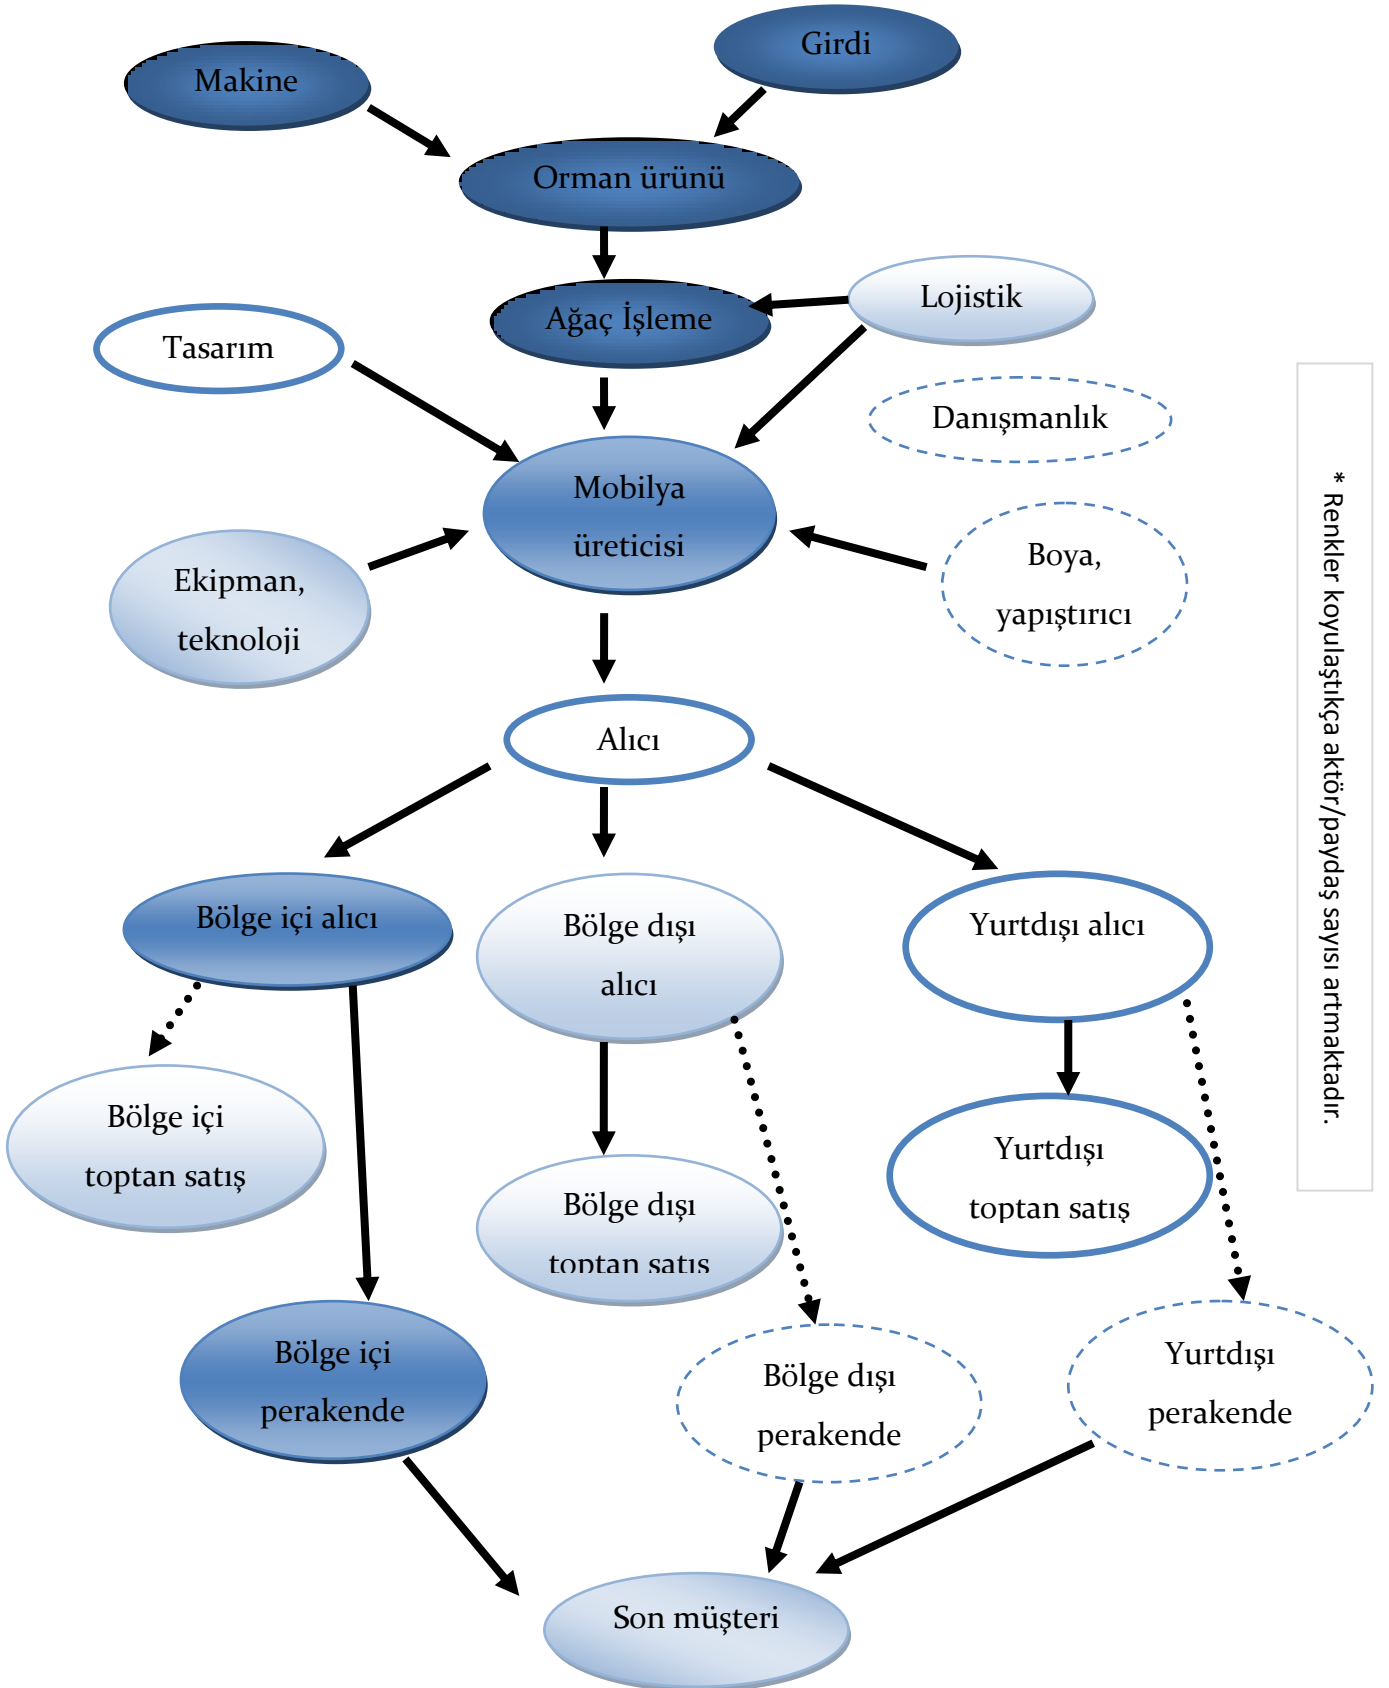 Girdi
Makine
Orman ürünü
Lojistik
Ağaç İşleme
Tasarım
Danışmanlık
Mobilya
üreticisi
Ekipman,
teknoloji
Boya,
yapıştırıcı
Alıcı
Bölge içi alıcı
Bölge dışı
alıcı
Yurtdışı alıcı
Bölge içi
toptan satış
Bölge dışı
toptan satış
Yurtdışı
toptan satış
Bölge içi
perakende
Bölge dışı
perakende
Yurtdışı
perakende
Son müşteri
* Renkler koyulaştıkça aktör/paydaş sayısı artmaktadır.